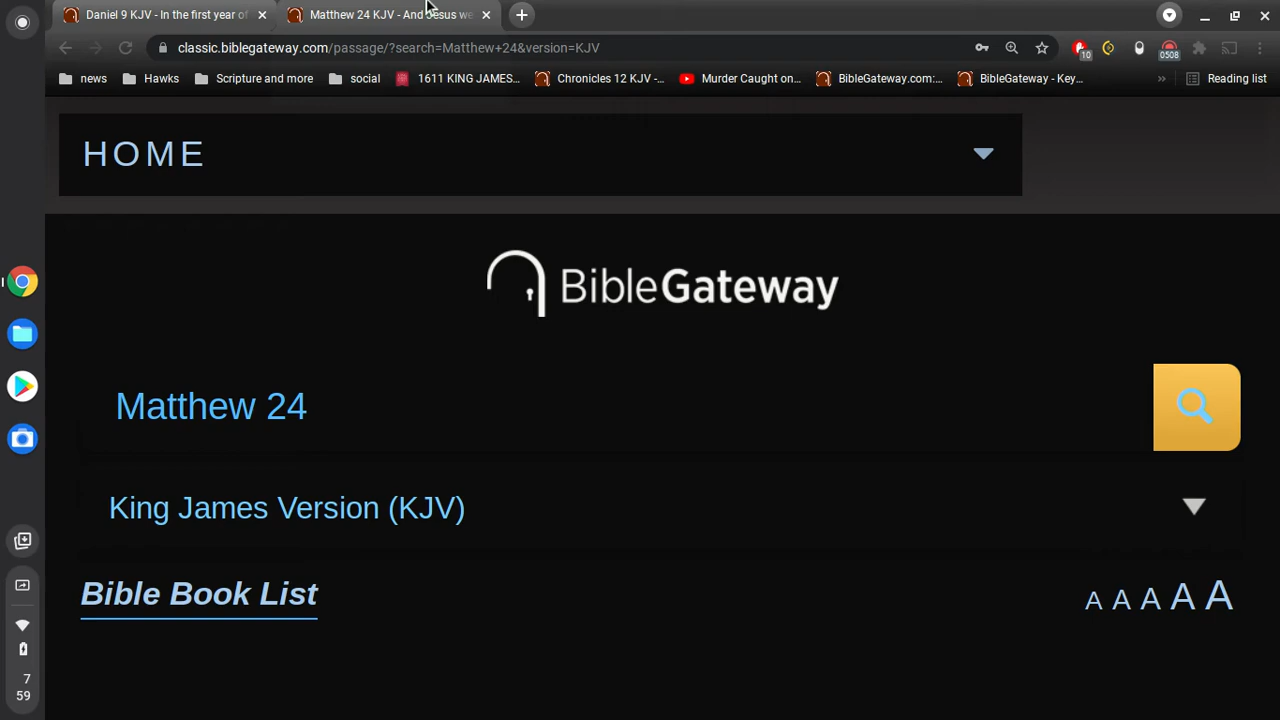 Daniel 9 KJV - In the first year of
Matthew 24 KJV - And Jesus we
classic.biblegateway.com/passage/?search=Matthew+24&version=KJV
10
0508
news
Hawks
Scripture and more
social
1611 KING JAMES...
Chronicles 12 KJV -...
Murder Caught on...
BibleGateway.com:...
BibleGateway - Key...
»
Reading list
HOME
BibleGateway
Matthew 24
King James Version (KJV)
Bible Book List
A A A A A
7
59